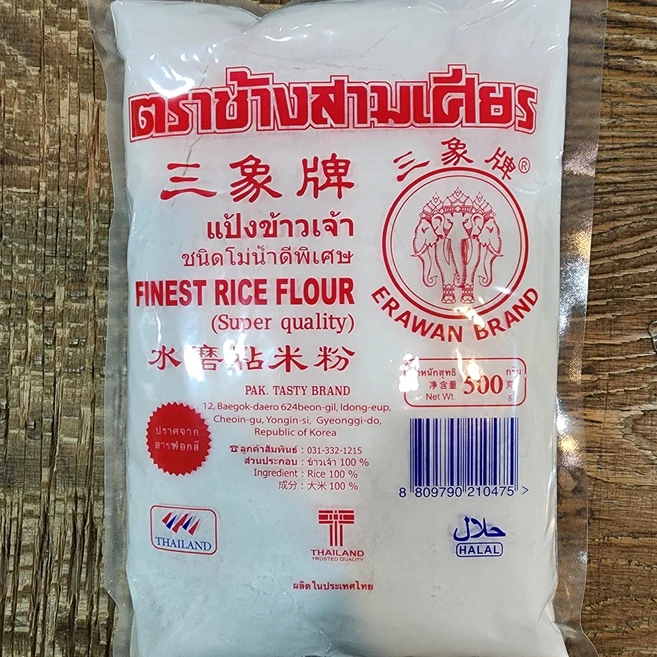 ตราช้างสามเศียร
三象牌
แป้งข้าวเจ้า
ชนิดโม่น้ำดีพิเศษ
FINEST RICE FLOUR
(Super quality)
水磨粘米粉
三象牌®
ERAWAN BRAND
น้ำหนักสุทธิ กรัม
净含量 500 克
Net Wt. g
PAK. TASTY BRAND
12, Baegok-daero 624beon-gil, Idong-eup,
Cheoin-gu, Yongin-si, Gyeonggi-do,
Republic of Korea
☎ ลูกค้าสัมพันธ์ : 031-332-1215
ส่วนประกอบ : ข้าวเจ้า 100 %
Ingredient : Rice 100 %
成分 : 大米 100 %
ปราศจาก
สารฟอกสี
8 809790 210475 >
THAILAND
THAILAND
TRUSTED QUALITY
حلال
HALAL
ผลิตในประเทศไทย